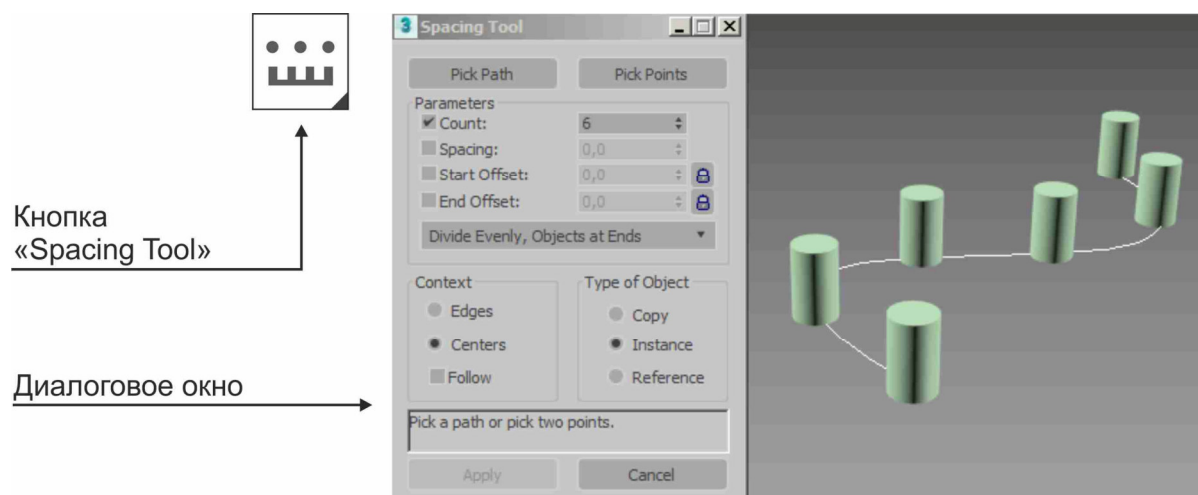 Кнопка
«Spacing Tool»
Диалоговое окно
3 Spacing Tool
Pick Path Pick Points
Parameters
Count: 6
Spacing: 0,0
Start Offset: 0,0
End Offset: 0,0
Divide Evenly, Objects at Ends
Context Type of Object
Edges Copy
Centers Instance
Follow Reference
Pick a path or pick two points.
Apply Cancel